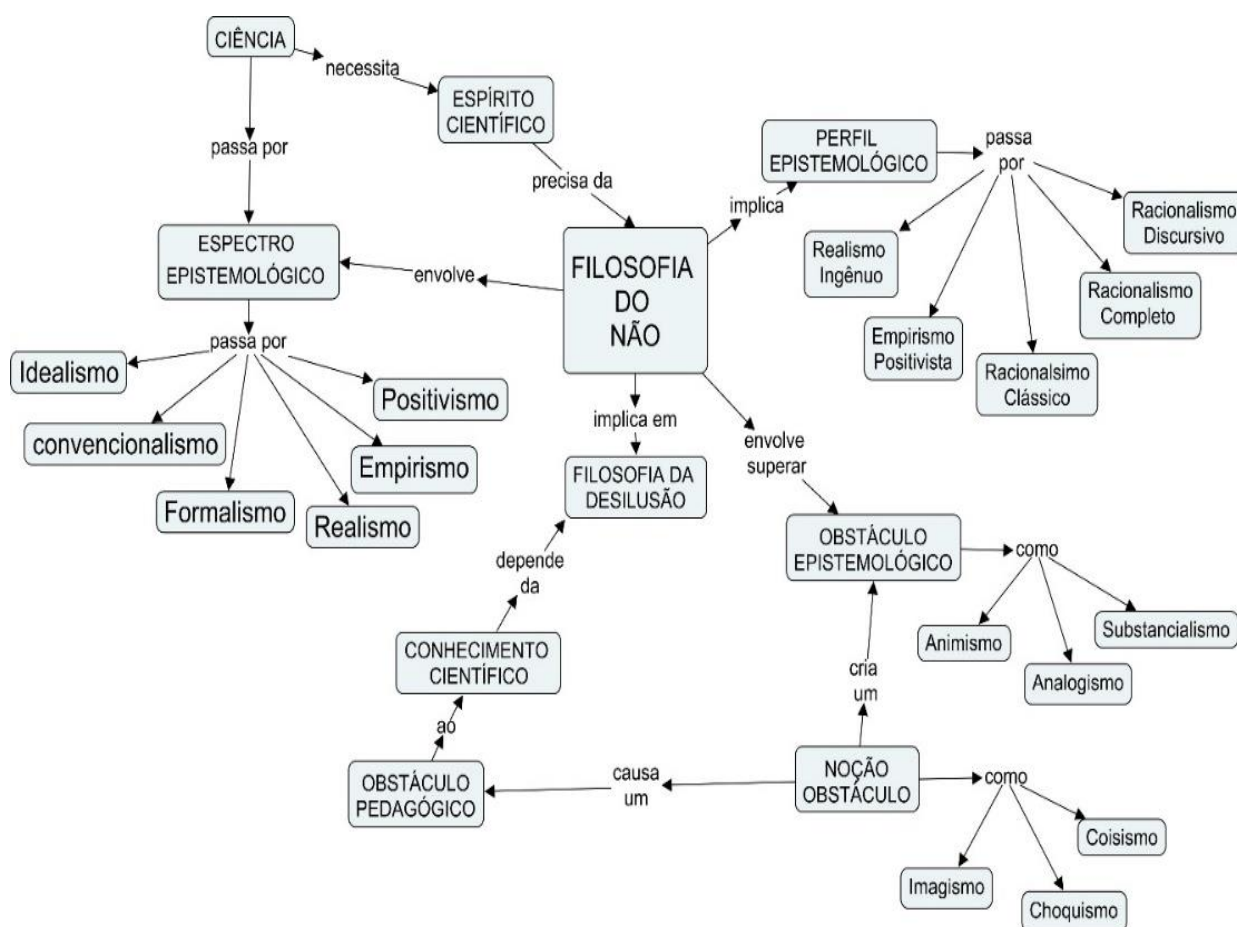 CIÊNCIA
necessita
ESPÍRITO
CIENTÍFICO
passa por
precisa da
PERFIL
EPISTEMOLÓGICO
passa
por
implica
Racionalismo
Discursivo
Realismo
Ingênuo
Racionalismo
Completo
Empirismo
Positivista
Racionalsimo
Clássico
ESPECTRO
EPISTEMOLÓGICO
envolve
FILOSOFIA
DO
NÃO
passa por
Idealismo
Positivismo
convencionalismo
Empirismo
Formalismo
Realismo
implica em
FILOSOFIA DA
DESILUSÃO
envolve
superar
OBSTÁCULO
EPISTEMOLÓGICO
como
Animismo
Analogismo
Substancialismo
depende
da
CONHECIMENTO
CIENTÍFICO
ao
cria
um
OBSTÁCULO
PEDAGÓGICO
causa
um
NOÇÃO
OBSTÁCULO
como
Coisismo
Imagismo
Choquismo